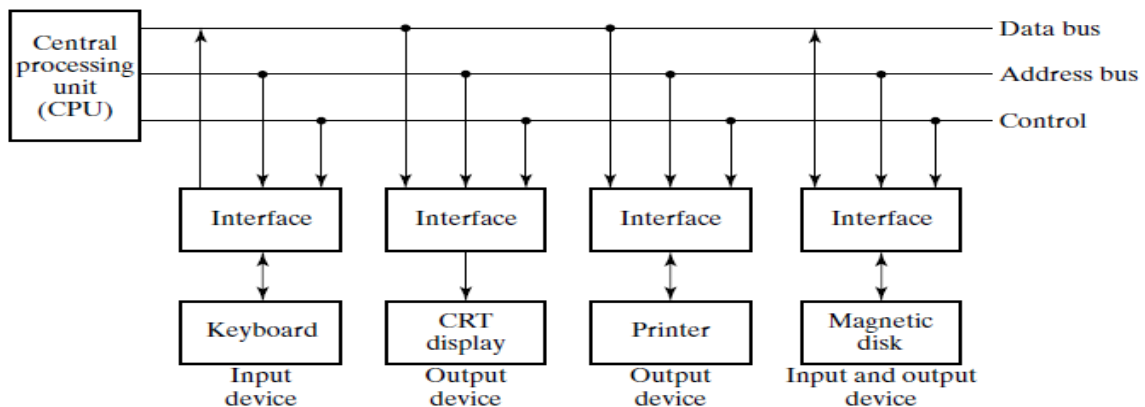 Central
processing
unit
(CPU)
Data bus
Address bus
Control
Interface
Interface
Interface
Interface
Keyboard
CRT
display
Printer
Magnetic
disk
Input
device
Output
device
Output
device
Input and output
device